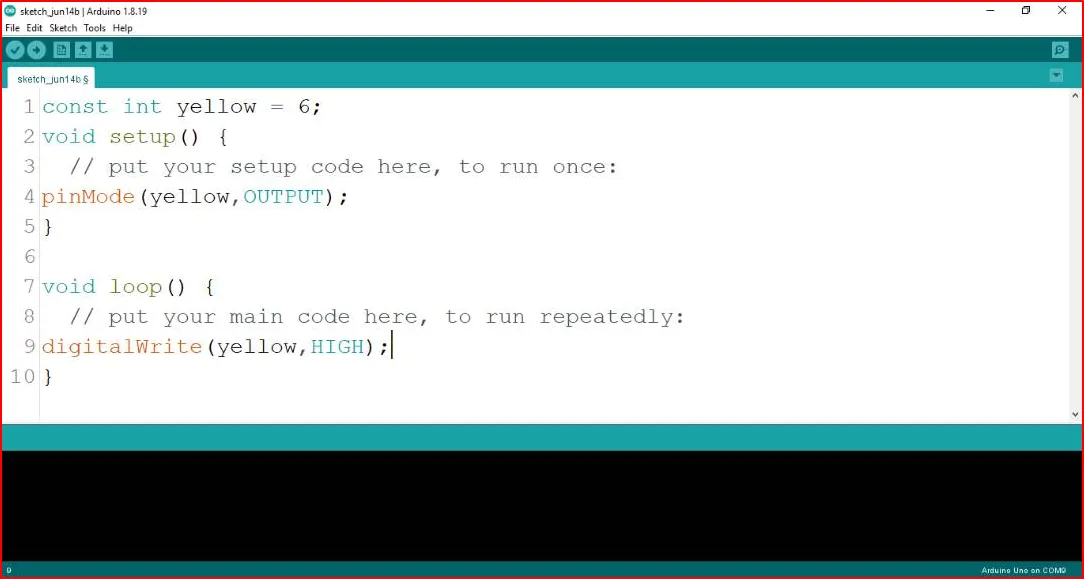 sketch_jun14b | Arduino 1.8.19
File Edit Sketch Tools Help
sketch_jun14b §
1 const int yellow = 6;
2 void setup() {
3   // put your setup code here, to run once:
4 pinMode(yellow,OUTPUT);
5 }
6
7 void loop() {
8   // put your main code here, to run repeatedly:
9 digitalWrite(yellow,HIGH);
10 }
9 Arduino Uno on COM9